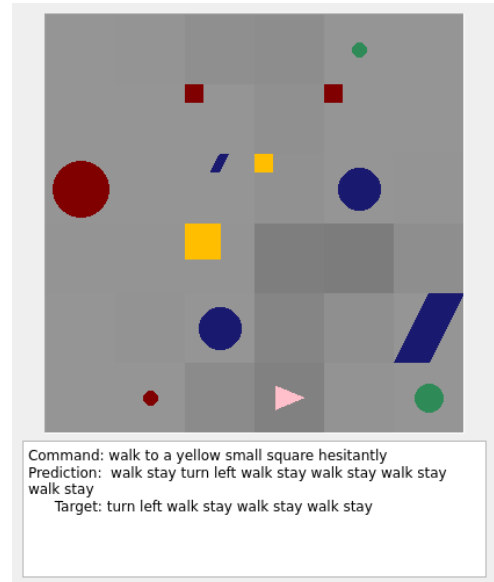 Command: walk to a yellow small square hesitantly
Prediction:  walk stay turn left walk stay walk stay walk stay
walk stay
Target: turn left walk stay walk stay walk stay